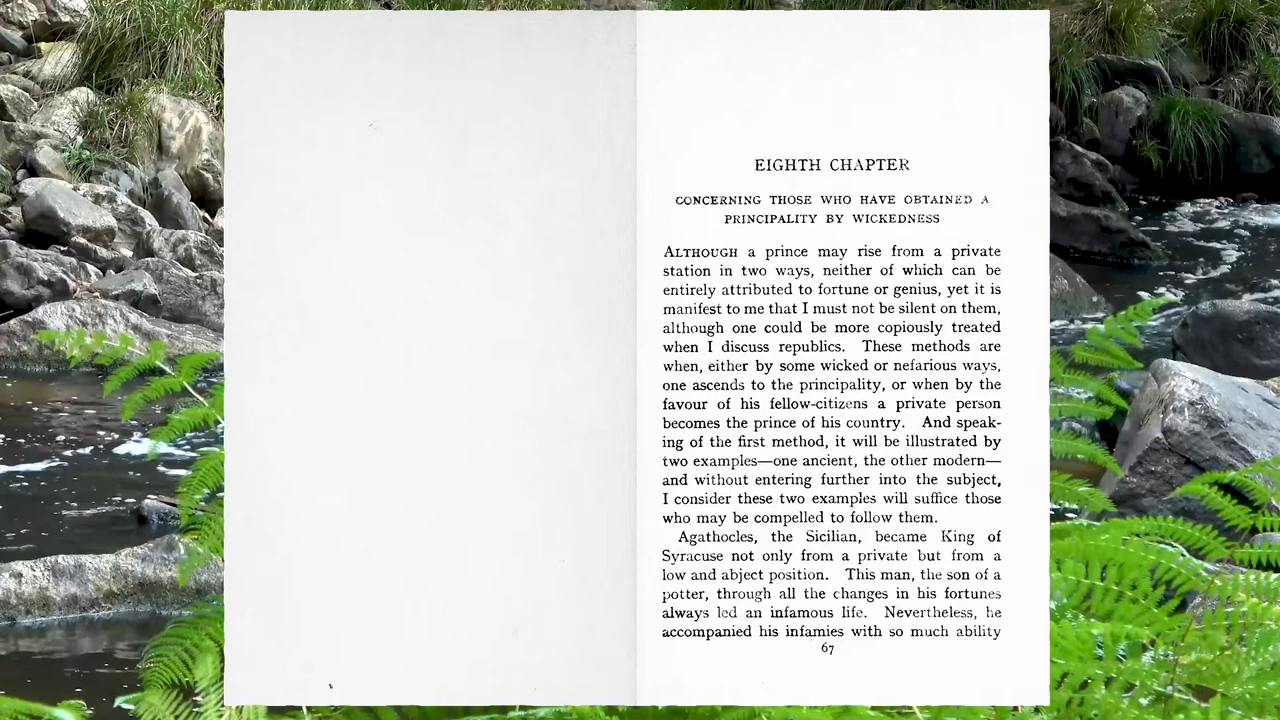 EIGHTH CHAPTER
CONCERNING THOSE WHO HAVE OBTAINED A
PRINCIPALITY BY WICKEDNESS
ALTHOUGH a prince may rise from a private
station in two ways, neither of which can be
entirely attributed to fortune or genius, yet it is
manifest to me that I must not be silent on them,
although one could be more copiously treated
when I discuss republics. These methods are
when, either by some wicked or nefarious ways,
one ascends to the principality, or when by the
favour of his fellow-citizens a private person
becomes the prince of his country. And speak-
ing of the first method, it will be illustrated by
two examples—one ancient, the other modern—
and without entering further into the subject,
I consider these two examples will suffice those
who may be compelled to follow them.
Agathocles, the Sicilian, became King of
Syracuse not only from a private but from a
low and abject position. This man, the son of a
potter, through all the changes in his fortunes
always led an infamous life. Nevertheless, he
accompanied his infamies with so much ability
67